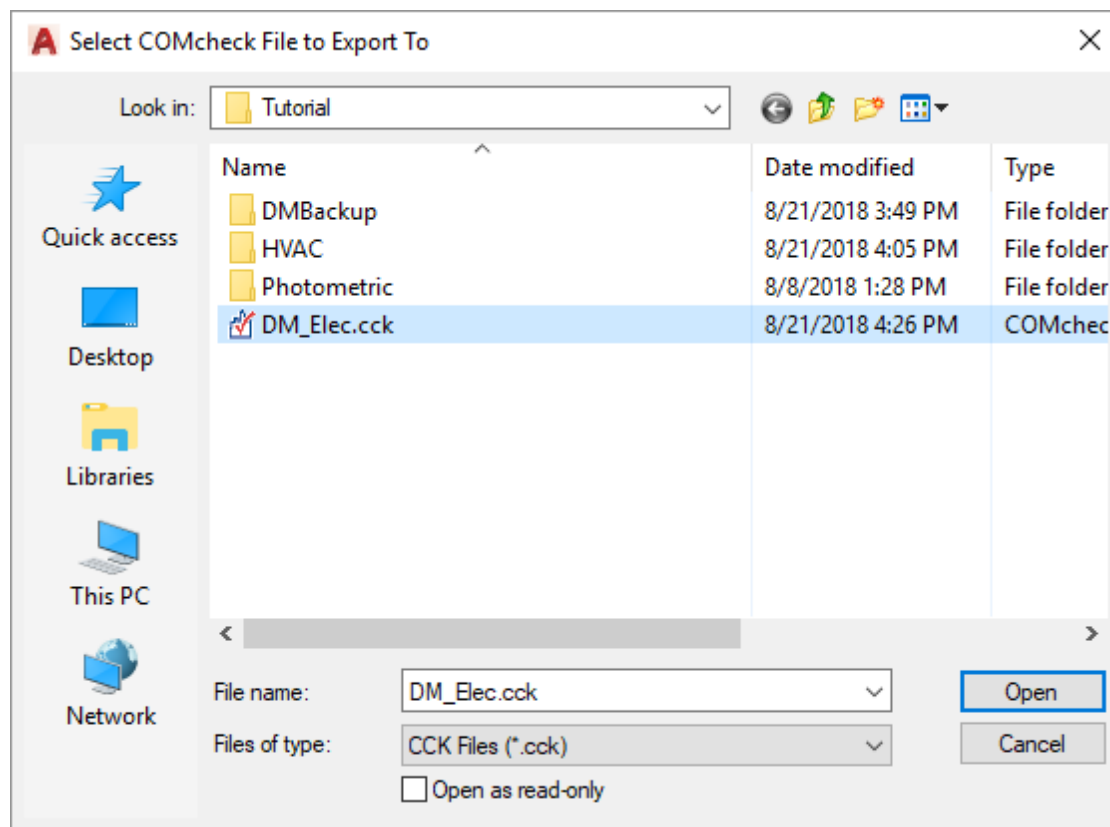 Select COMcheck File to Export To
Look in: Tutorial
Name Date modified Type
DMBackup 8/21/2018 3:49 PM File folder
HVAC 8/21/2018 4:05 PM File folder
Photometric 8/8/2018 1:28 PM File folder
DM_Elec.cck 8/21/2018 4:26 PM COMchec
Quick access
Desktop
Libraries
This PC
Network
File name: DM_Elec.cck Open
Files of type: CCK Files (*.cck) Cancel
Open as read-only